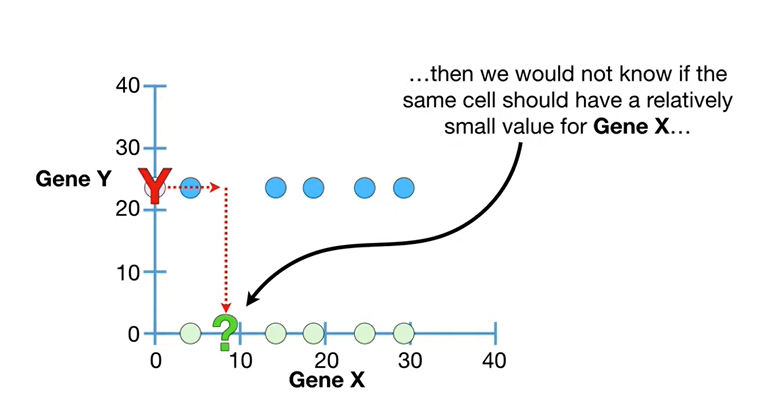 …then we would not know if the
same cell should have a relatively
small value for Gene X…
40
30
Gene Y
Y
20
10
0
?
0
10
20
30
40
Gene X